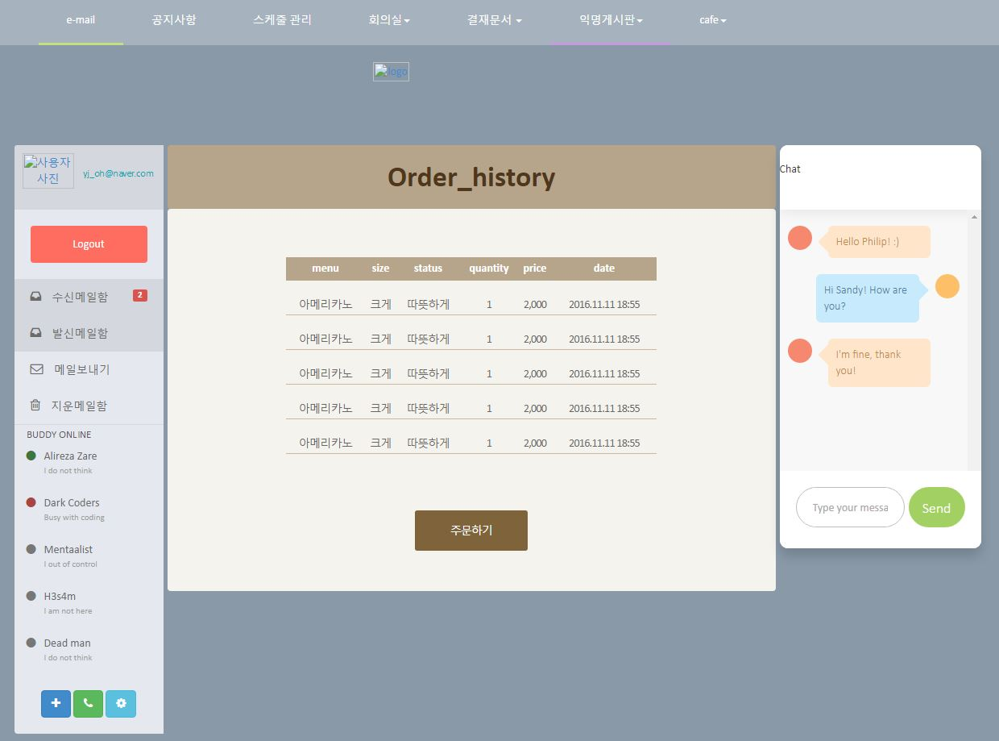 e-mail 공지사항 스케줄 관리 회의실 결재문서 익명게시판 cafe
logo
사용자
사진
yj_oh@naver.com
Logout
수신메일함 2
발신메일함
메일보내기
지운메일함
BUDDY ONLINE
Alireza Zare
I do not think
Dark Coders
Busy with coding
Mentaalist
I out of control
H3s4m
I am not here
Dead man
I do not think
Order_history
menu size status quantity price date
아메리카노 크게 따뜻하게 1 2,000 2016.11.11 18:55
아메리카노 크게 따뜻하게 1 2,000 2016.11.11 18:55
아메리카노 크게 따뜻하게 1 2,000 2016.11.11 18:55
아메리카노 크게 따뜻하게 1 2,000 2016.11.11 18:55
아메리카노 크게 따뜻하게 1 2,000 2016.11.11 18:55
주문하기
Chat
Hello Philip! :)
Hi Sandy! How are
you?
I'm fine, thank
you!
Type your messa
Send